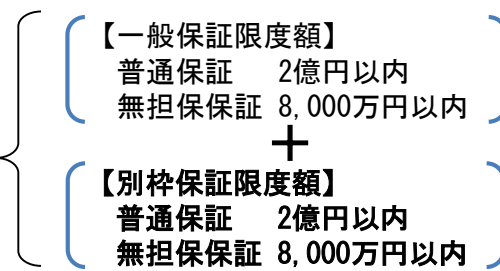 【一般保証限度額】
普通保証　2億円以内
無担保保証 8,000万円以内
＋
【別枠保証限度額】
普通保証　2億円以内
無担保保証 8,000万円以内